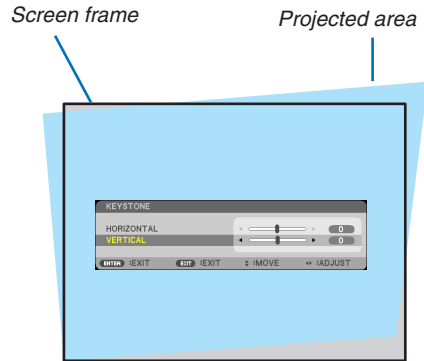 Screen frame Projected area
KEYSTONE
HORIZONTAL 0
VERTICAL 0
ENTER :EXIT EXIT :EXIT :MOVE :ADJUST